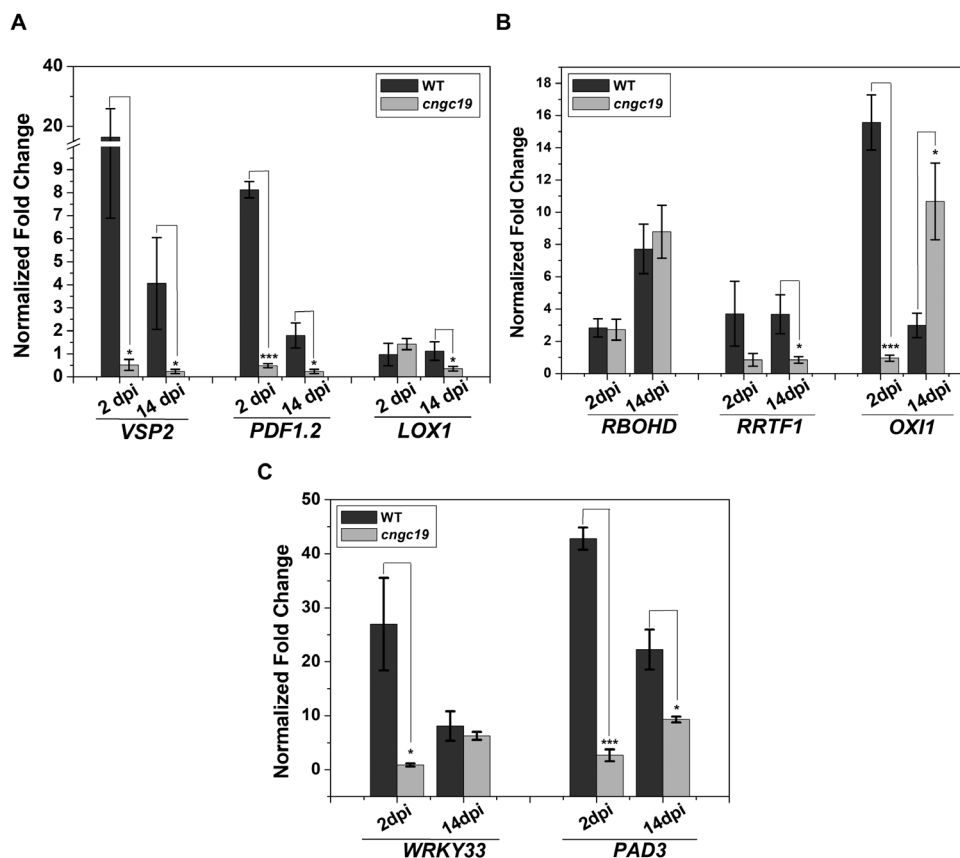 A
Normalized Fold Change
40
20
9
8
7
6
5
4
3
2
1
0
WT
cngc19
*
*
***
*
*
2 dpi 14 dpi 2 dpi 14 dpi 2 dpi 14 dpi
VSP2 PDF1.2 LOX1
B
Normalized Fold Change
18
16
14
12
10
8
6
4
2
0
WT
cngc19
*
***
*
2dpi 14dpi 2dpi 14dpi 2dpi 14dpi
RBOHD RRTF1 OXI1
C
Normalized Fold Change
50
40
30
20
10
0
WT
cngc19
*
***
*
2dpi 14dpi 2dpi 14dpi
WRKY33 PAD3